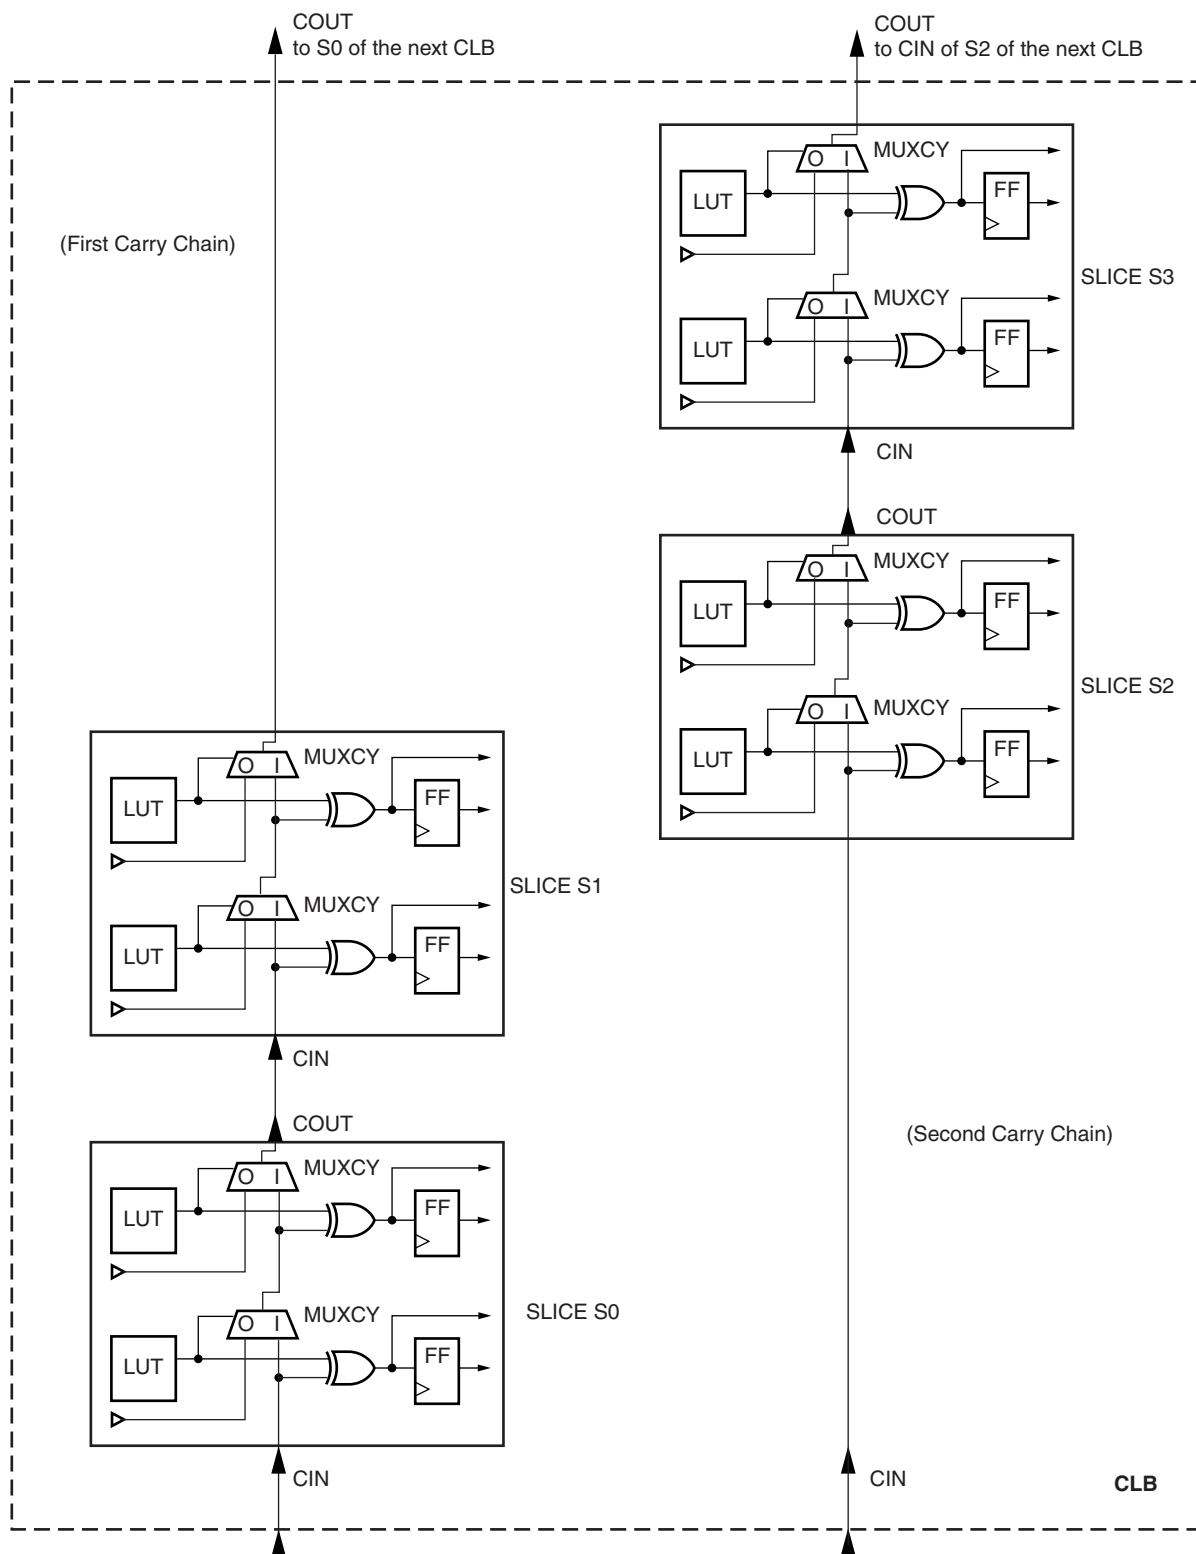 COUT
to S0 of the next CLB
COUT
to CIN of S2 of the next CLB
(First Carry Chain)
O I
MUXCY
LUT
FF
SLICE S3
O I
MUXCY
LUT
FF
CIN
COUT
O I
MUXCY
LUT
FF
SLICE S2
O I
MUXCY
LUT
FF
O I
MUXCY
LUT
FF
SLICE S1
O I
MUXCY
LUT
FF
CIN
COUT
(Second Carry Chain)
O I
MUXCY
LUT
FF
SLICE S0
O I
MUXCY
LUT
FF
CIN
CIN
CLB